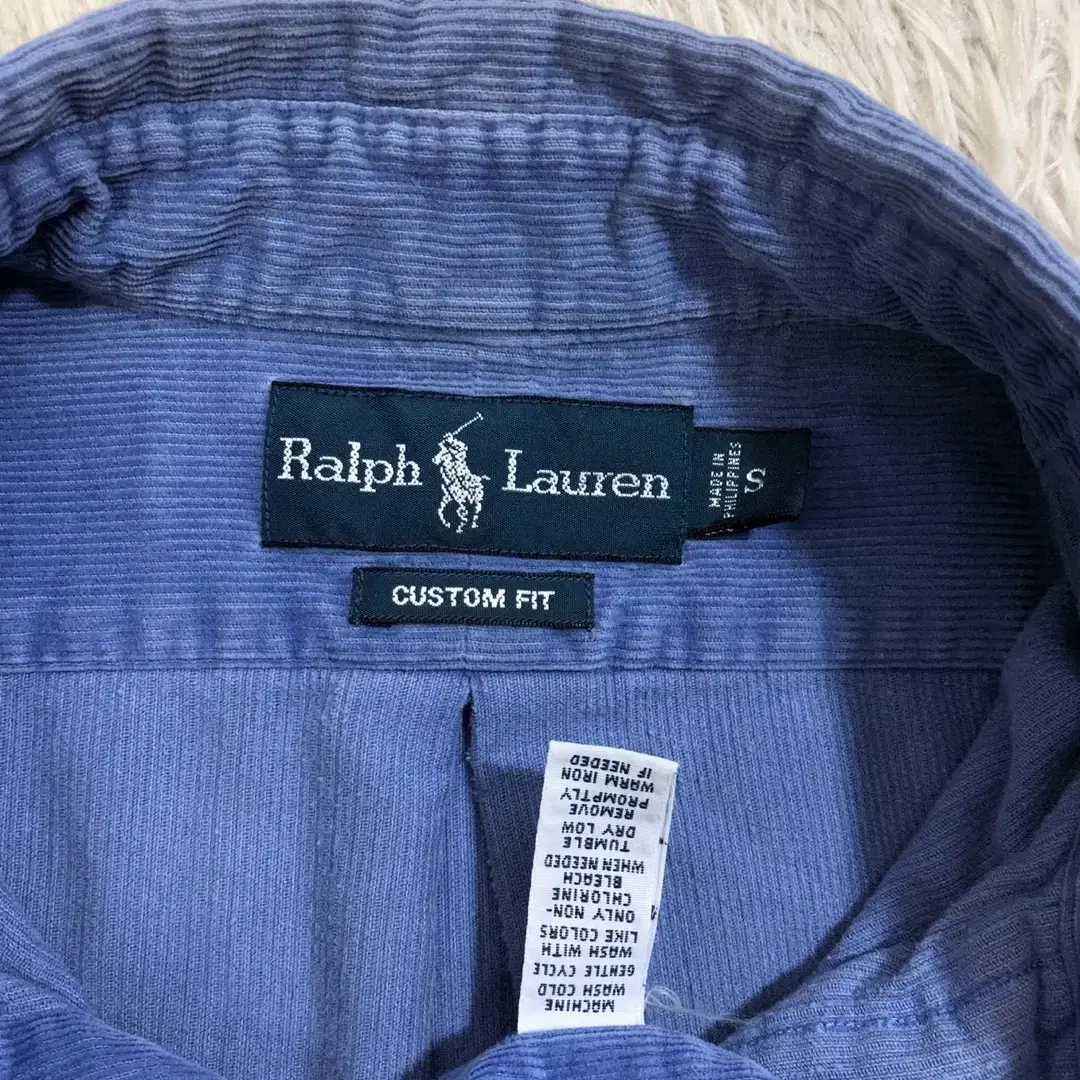 Ralph Lauren
MADE IN
PHILIPPINES
S
CUSTOM FIT
MACHINE
WASH COLD
GENTLE CYCLE
WASH WITH
LIKE COLORS
ONLY NON-
CHLORINE
BLEACH
WHEN NEEDED
TUMBLE
DRY LOW
REMOVE
PROMPTLY
WARM IRON
IF NEEDED